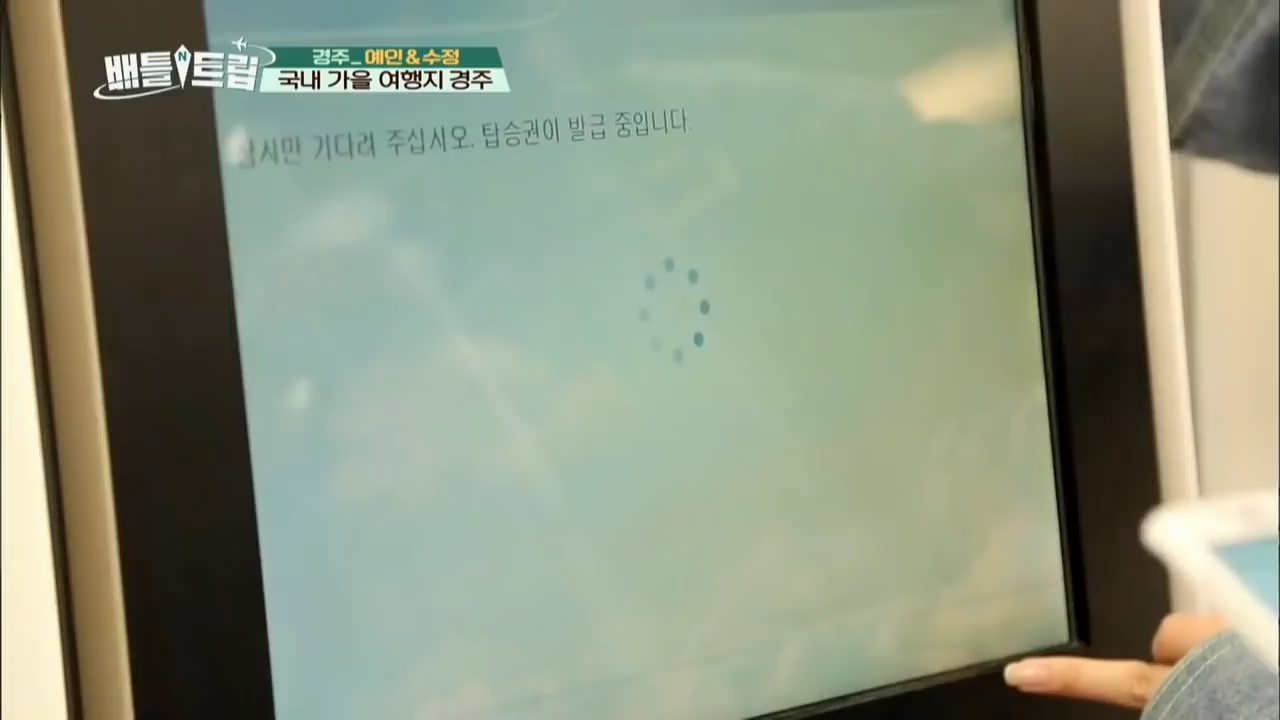 배틀트립
경주_ 예인&수정
국내 가을 여행지 경주
잠시만 기다려 주십시오. 탑승권이 발급 중입니다.